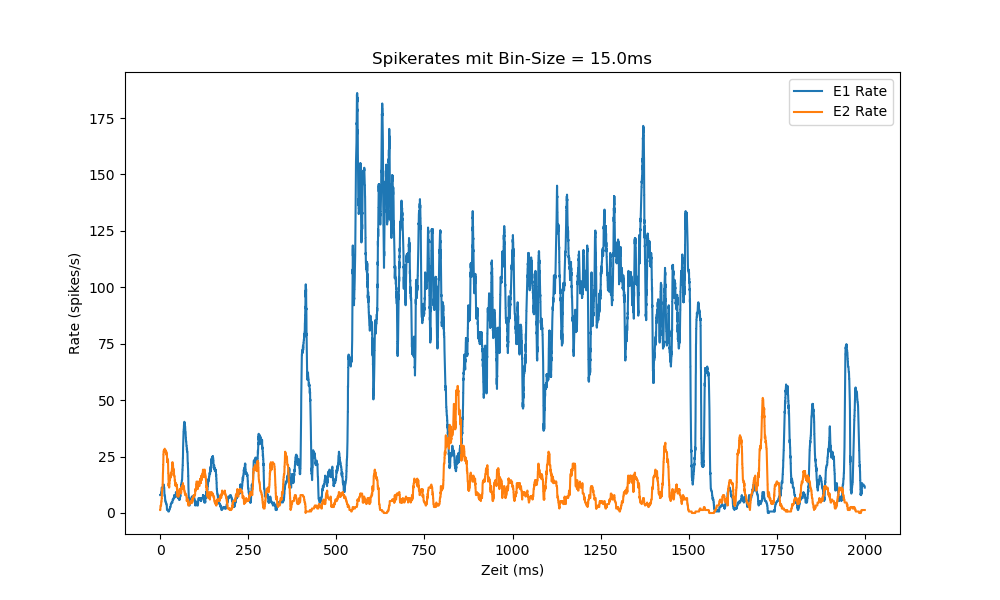 Spikerates mit Bin-Size = 15.0ms
E1 Rate
E2 Rate
Rate (spikes/s)
175
150
125
100
75
50
25
0
0 250 500 750 1000 1250 1500 1750 2000
Zeit (ms)